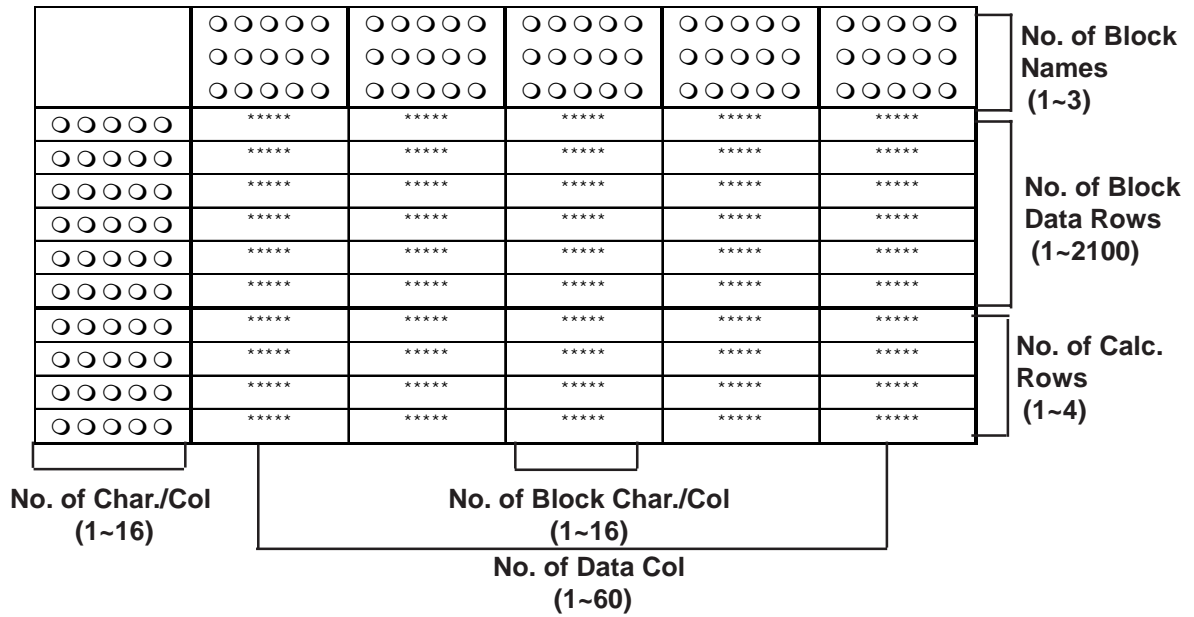 ❍❍❍❍❍ ❍❍❍❍❍ ❍❍❍❍❍ ❍❍❍❍❍ ❍❍❍❍❍
❍❍❍❍❍ ❍❍❍❍❍ ❍❍❍❍❍ ❍❍❍❍❍ ❍❍❍❍❍
❍❍❍❍❍ ❍❍❍❍❍ ❍❍❍❍❍ ❍❍❍❍❍ ❍❍❍❍❍
No. of Block
Names
(1~3)
❍❍❍❍❍ ***** ***** ***** ***** *****
❍❍❍❍❍ ***** ***** ***** ***** *****
❍❍❍❍❍ ***** ***** ***** ***** *****
❍❍❍❍❍ ***** ***** ***** ***** *****
❍❍❍❍❍ ***** ***** ***** ***** *****
❍❍❍❍❍ ***** ***** ***** ***** *****
No. of Block
Data Rows
(1~2100)
❍❍❍❍❍ ***** ***** ***** ***** *****
❍❍❍❍❍ ***** ***** ***** ***** *****
❍❍❍❍❍ ***** ***** ***** ***** *****
❍❍❍❍❍ ***** ***** ***** ***** *****
No. of Calc.
Rows
(1~4)
No. of Char./Col
(1~16)
No. of Block Char./Col
(1~16)
No. of Data Col
(1~60)